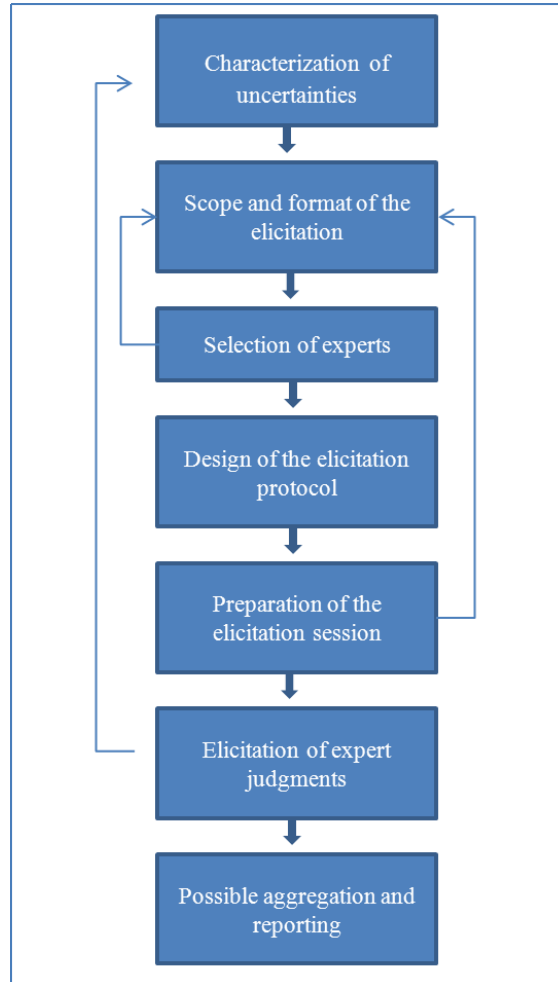 Characterization of
uncertainties
Scope and format of the
elicitation
Selection of experts
Design of the elicitation
protocol
Preparation of the
elicitation session
Elicitation of expert
judgments
Possible aggregation and
reporting